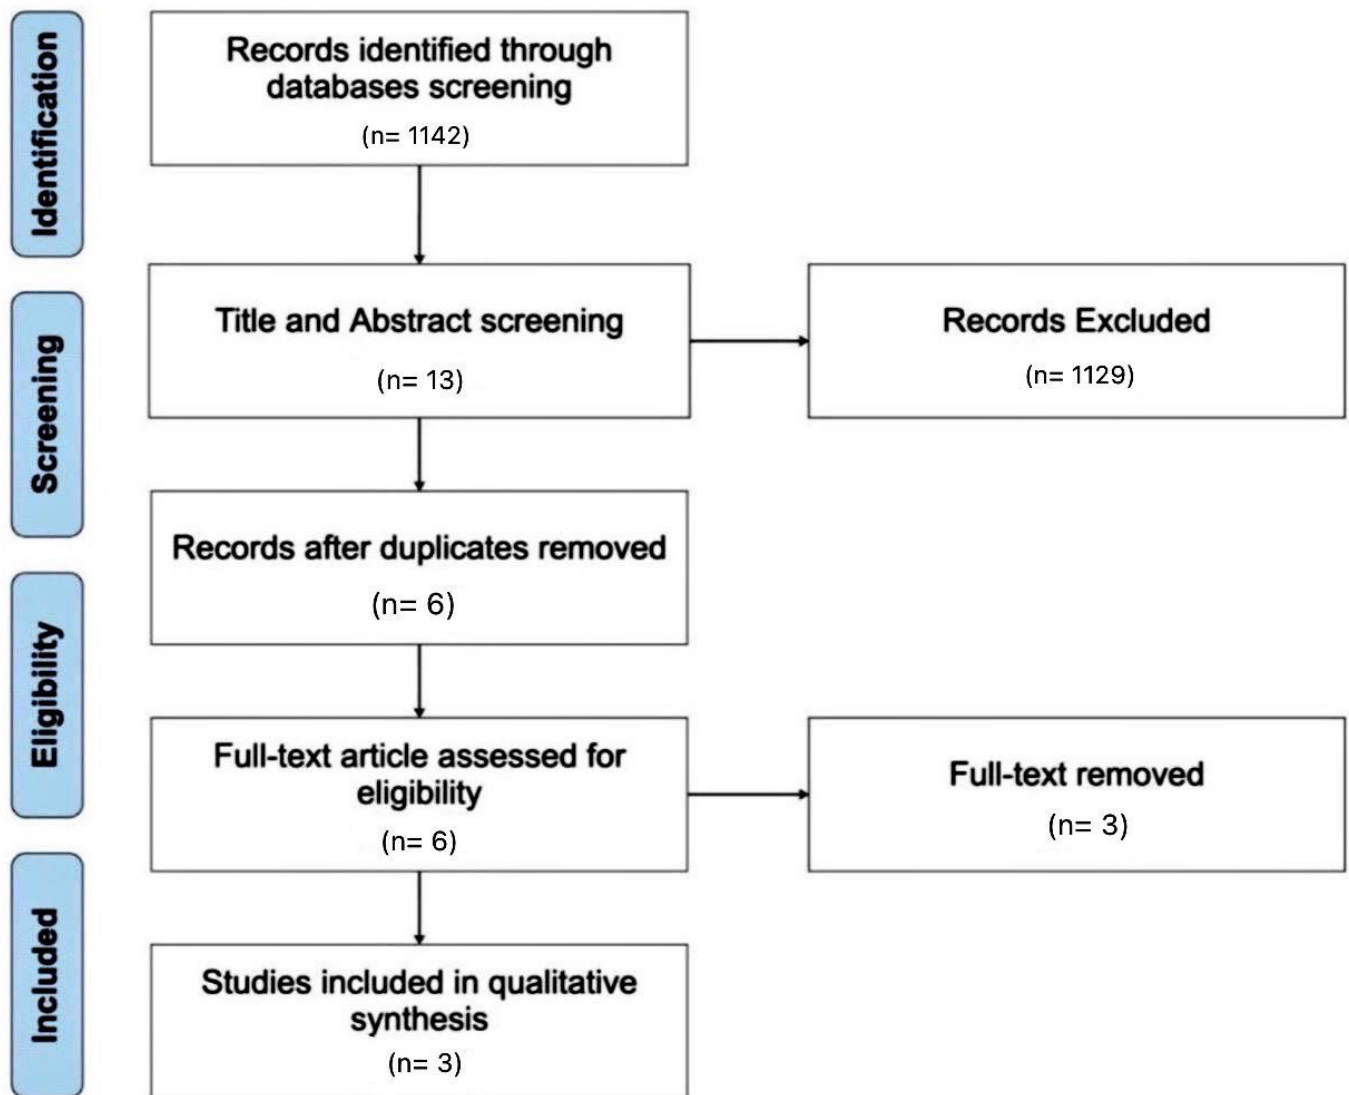 Identification
Records identified through
databases screening
(n= 1142)
Screening
Title and Abstract screening
(n= 13)
Records Excluded
(n= 1129)
Records after duplicates removed
(n= 6)
Eligibility
Full-text article assessed for
eligibility
(n= 6)
Full-text removed
(n= 3)
Included
Studies included in qualitative
synthesis
(n= 3)